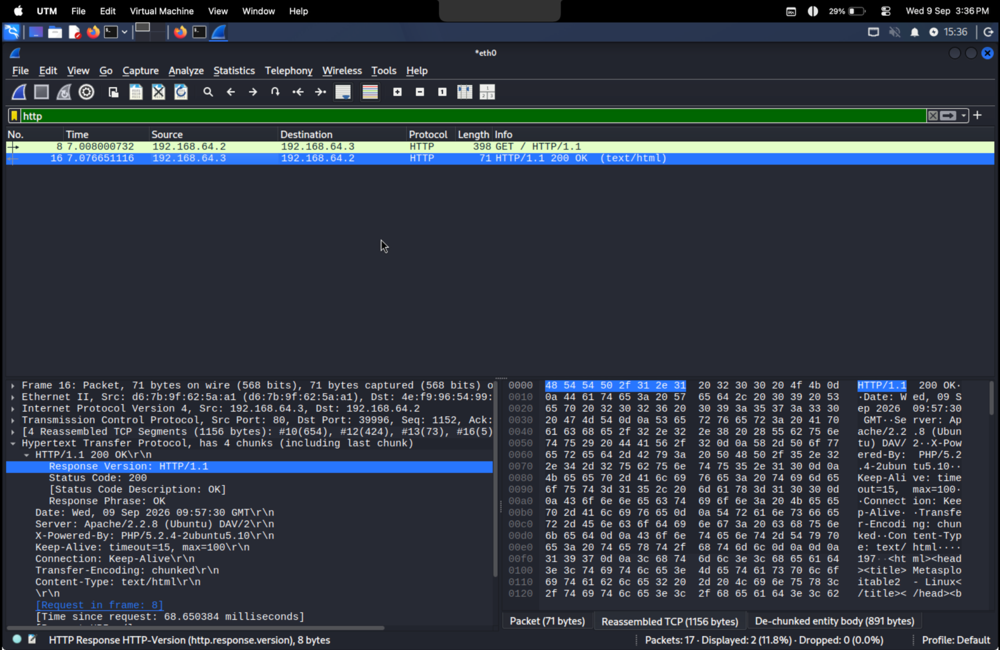 UTM File Edit Virtual Machine View Window Help 29% Wed 9 Sep 3:36 PM
15:36
*eth0
File Edit View Go Capture Analyze Statistics Telephony Wireless Tools Help
http
No. Time Source Destination Protocol Length Info
8 7.008000732 192.168.64.2 192.168.64.3 HTTP 398 GET / HTTP/1.1
16 7.076651116 192.168.64.3 192.168.64.2 HTTP 71 HTTP/1.1 200 OK (text/html)
Frame 16: Packet, 71 bytes on wire (568 bits), 71 bytes captured (568 bits) o
Ethernet II, Src: d6:7b:9f:62:5a:a1 (d6:7b:9f:62:5a:a1), Dst: 4e:f9:96:54:99:
Internet Protocol Version 4, Src: 192.168.64.3, Dst: 192.168.64.2
Transmission Control Protocol, Src Port: 80, Dst Port: 39996, Seq: 1152, Ack:
[4 Reassembled TCP Segments (1156 bytes): #10(654), #12(424), #13(73), #16(5)
Hypertext Transfer Protocol, has 4 chunks (including last chunk)
HTTP/1.1 200 OK\r\n
Response Version: HTTP/1.1
Status Code: 200
[Status Code Description: OK]
Response Phrase: OK
Date: Wed, 09 Sep 2026 09:57:30 GMT\r\n
Server: Apache/2.2.8 (Ubuntu) DAV/2\r\n
X-Powered-By: PHP/5.2.4-2ubuntu5.10\r\n
Keep-Alive: timeout=15, max=100\r\n
Connection: Keep-Alive\r\n
Transfer-Encoding: chunked\r\n
Content-Type: text/html\r\n
\r\n
[Request in frame: 8]
[Time since request: 68.650384 milliseconds]
0000 48 54 54 50 2f 31 2e 31 20 32 30 30 20 4f 4b 0d HTTP/1.1 200 OK·
0010 0a 44 61 74 65 3a 20 57 65 64 2c 20 30 39 20 53 ·Date: W ed, 09 S
0020 65 70 20 32 30 32 36 20 30 39 3a 35 37 3a 33 30 ep 2026 09:57:30
0030 20 47 4d 54 0d 0a 53 65 72 76 65 72 3a 20 41 70 GMT··Se rver: Ap
0040 61 63 68 65 2f 32 2e 32 2e 38 20 28 55 62 75 6e ache/2.2 .8 (Ubun
0050 74 75 29 20 44 41 56 2f 32 0d 0a 58 2d 50 6f 77 tu) DAV/ 2··X-Pow
0060 65 72 65 64 2d 42 79 3a 20 50 48 50 2f 35 2e 32 ered-By: PHP/5.2
0070 2e 34 2d 32 75 62 75 6e 74 75 35 2e 31 30 0d 0a .4-2ubun tu5.10··
0080 4b 65 65 70 2d 41 6c 69 76 65 3a 20 74 69 6d 65 Keep-Ali ve: time
0090 6f 75 74 3d 31 35 2c 20 6d 61 78 3d 31 30 30 0d out=15, max=100·
00a0 0a 43 6f 6e 6e 65 63 74 69 6f 6e 3a 20 4b 65 65 ·Connect ion: Kee
00b0 70 2d 41 6c 69 76 65 0d 0a 54 72 61 6e 73 66 65 p-Alive· ·Transfe
00c0 72 2d 45 6e 63 6f 64 69 6e 67 3a 20 63 68 75 6e r-Encodi ng: chun
00d0 6b 65 64 0d 0a 43 6f 6e 74 65 6e 74 2d 54 79 70 ked··Con tent-Typ
00e0 65 3a 20 74 65 78 74 2f 68 74 6d 6c 0d 0a 0d 0a e: text/ html····
00f0 31 39 37 0d 0a 3c 68 74 6d 6c 3e 3c 68 65 61 64 197··<ht ml><head
0100 3e 3c 74 69 74 6c 65 3e 4d 65 74 61 73 70 6c 6f ><title> Metasplo
0110 69 74 61 62 6c 65 32 20 2d 20 4c 69 6e 75 78 3c itable2 - Linux<
0120 2f 74 69 74 6c 65 3e 3c 2f 68 65 61 64 3e 3c 62 /title>< /head><b
Packet (71 bytes) Reassembled TCP (1156 bytes) De-chunked entity body (891 bytes)
HTTP Response HTTP-Version (http.response.version), 8 bytes Packets: 17 · Displayed: 2 (11.8%) · Dropped: 0 (0.0%) Profile: Default